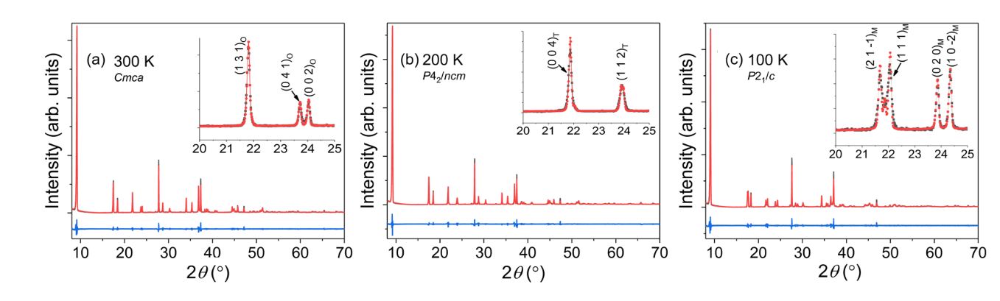 (a) 300 K
Cmca
(1 3 1)O
(0 4 1)O
(0 0 2)O
20 21 22 23 24 25
Intensity (arb. units)
10 20 30 40 50 60 70
2θ (°)
(b) 200 K
P4₂/ncm
(0 0 4)T
(1 1 2)T
20 21 22 23 24 25
Intensity (arb. units)
10 20 30 40 50 60 70
2θ (°)
(c) 100 K
P2₁/c
(2 1 -1)M
(1 1 1)M
(0 2 0)M
(1 0 -2)M
20 21 22 23 24 25
Intensity (arb. units)
10 20 30 40 50 60 70
2θ (°)